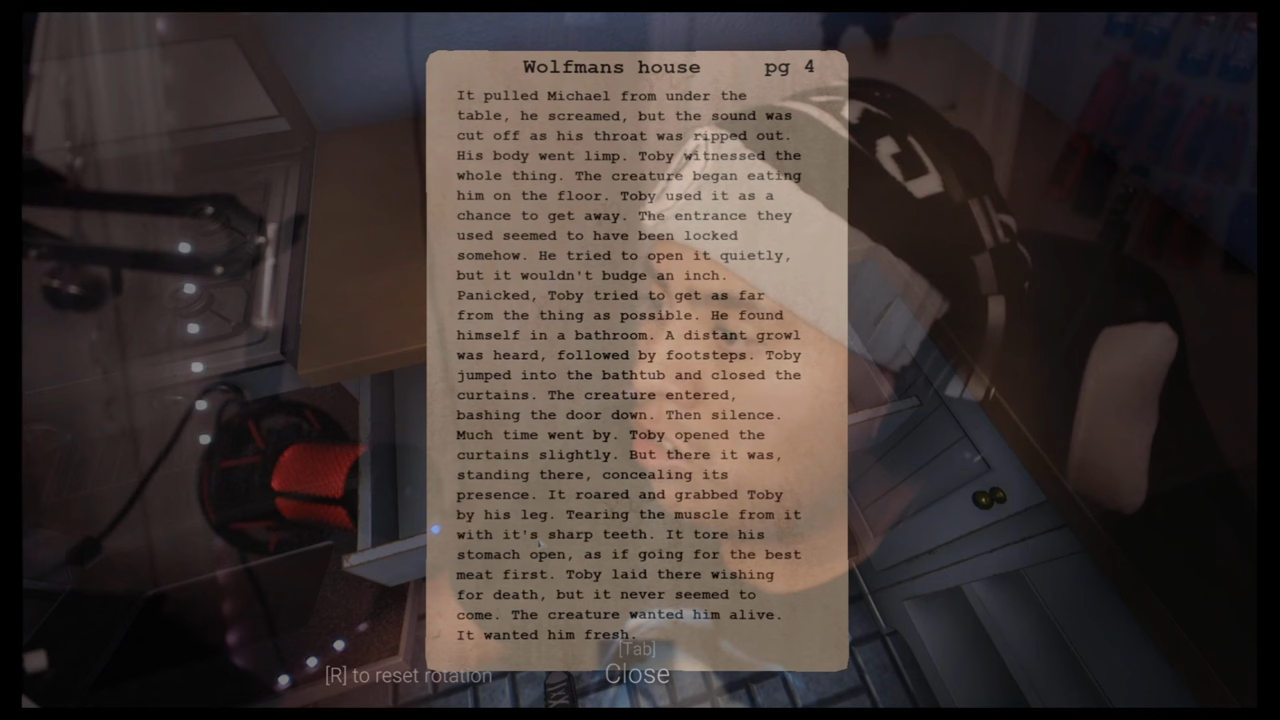 Wolfmans house pg 4
It pulled Michael from under the
table, he screamed, but the sound was
cut off as his throat was ripped out.
His body went limp. Toby witnessed the
whole thing. The creature began eating
him on the floor. Toby used it as a
chance to get away. The entrance they
used seemed to have been locked
somehow. He tried to open it quietly,
but it wouldn't budge an inch.
Panicked, Toby tried to get as far
from the thing as possible. He found
himself in a bathroom. A distant growl
was heard, followed by footsteps. Toby
jumped into the bathtub and closed the
curtains. The creature entered,
bashing the door down. Then silence.
Much time went by. Toby opened the
curtains slightly. But there it was,
standing there, concealing its
presence. It roared and grabbed Toby
by his leg. Tearing the muscle from it
with it's sharp teeth. It tore his
stomach open, as if going for the best
meat first. Toby laid there wishing
for death, but it never seemed to
come. The creature wanted him alive.
It wanted him fresh.
[Tab]
[R] to reset rotation Close